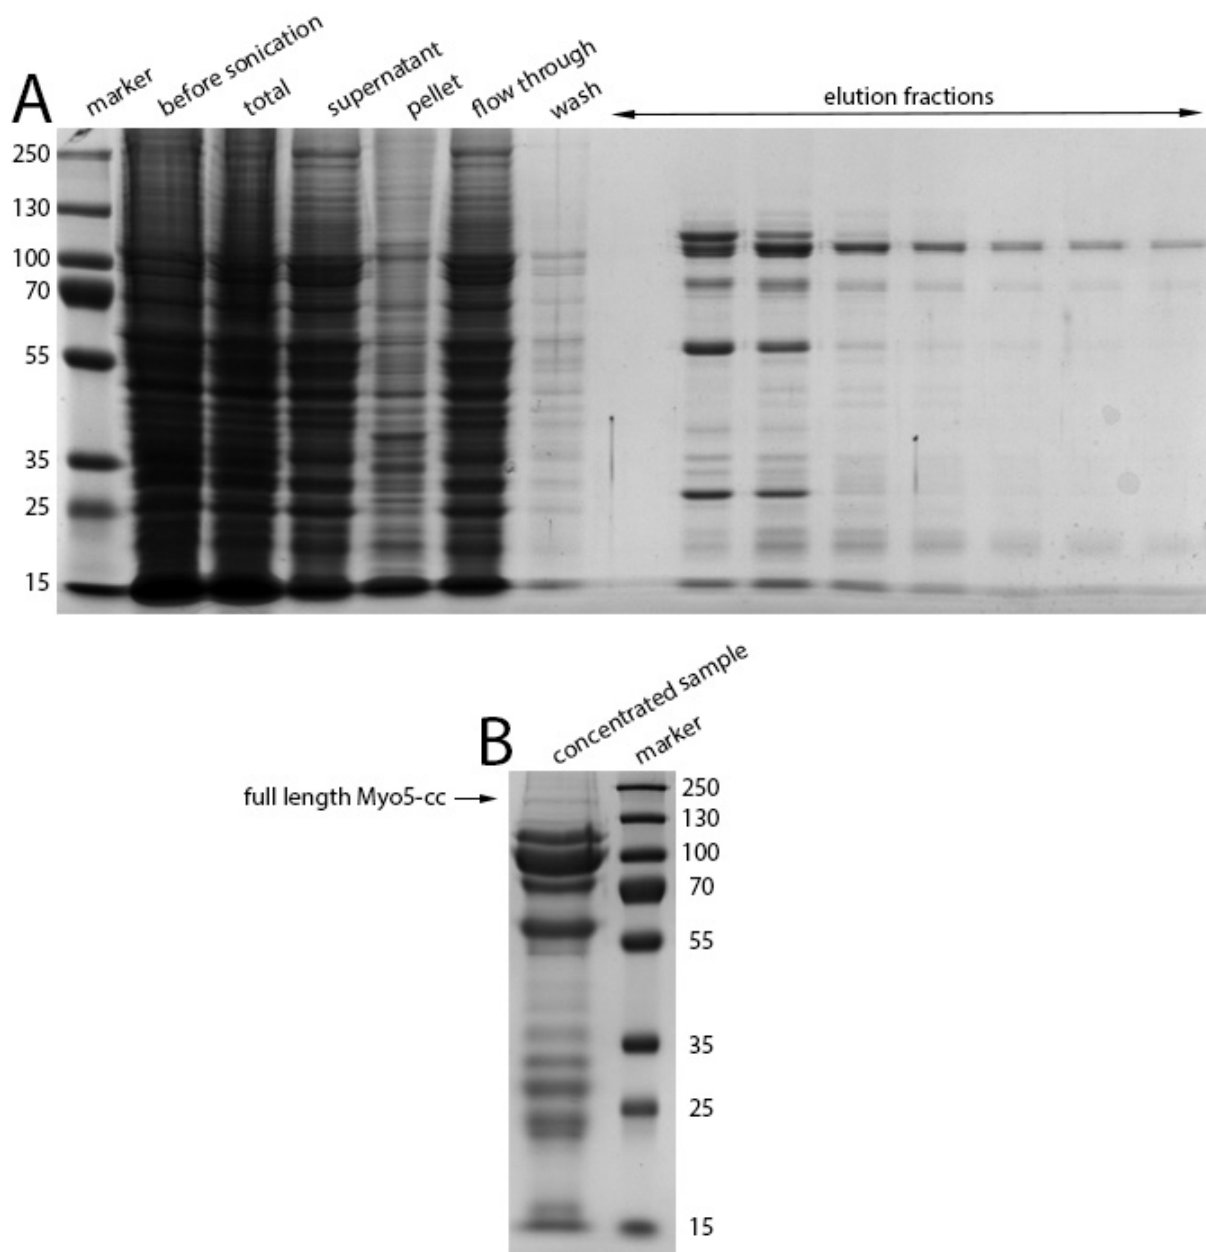 A
marker
before sonication
total
supernatant
pellet
flow through
wash
elution fractions
250
130
100
70
55
35
25
15
B
concentrated sample
marker
full length Myo5-cc
250
130
100
70
55
35
25
15